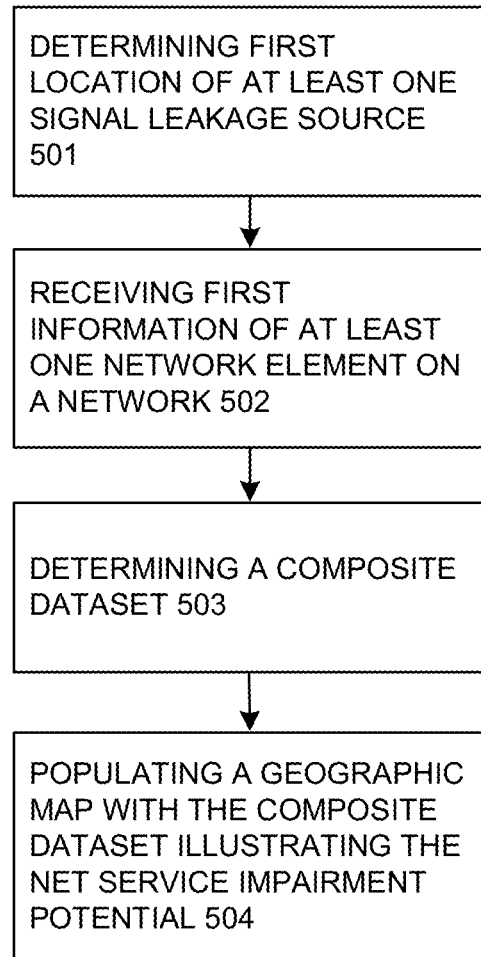 DETERMINING FIRST
LOCATION OF AT LEAST ONE
SIGNAL LEAKAGE SOURCE
501
RECEIVING FIRST
INFORMATION OF AT LEAST
ONE NETWORK ELEMENT ON
A NETWORK 502
DETERMINING A COMPOSITE
DATASET 503
POPULATING A GEOGRAPHIC
MAP WITH THE COMPOSITE
DATASET ILLUSTRATING THE
NET SERVICE IMPAIRMENT
POTENTIAL 504